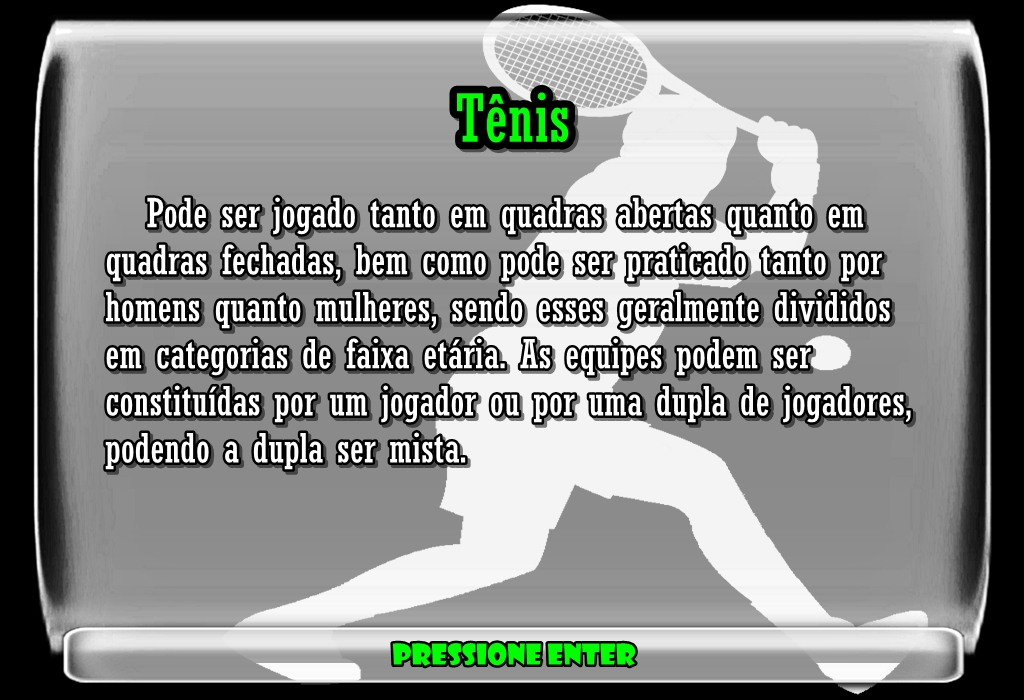 Tênis
Pode ser jogado tanto em quadras abertas quanto em
quadras fechadas, bem como pode ser praticado tanto por
homens quanto mulheres, sendo esses geralmente divididos
em categorias de faixa etária. As equipes podem ser
constituídas por um jogador ou por uma dupla de jogadores,
podendo a dupla ser mista.
PRESSIONE ENTER